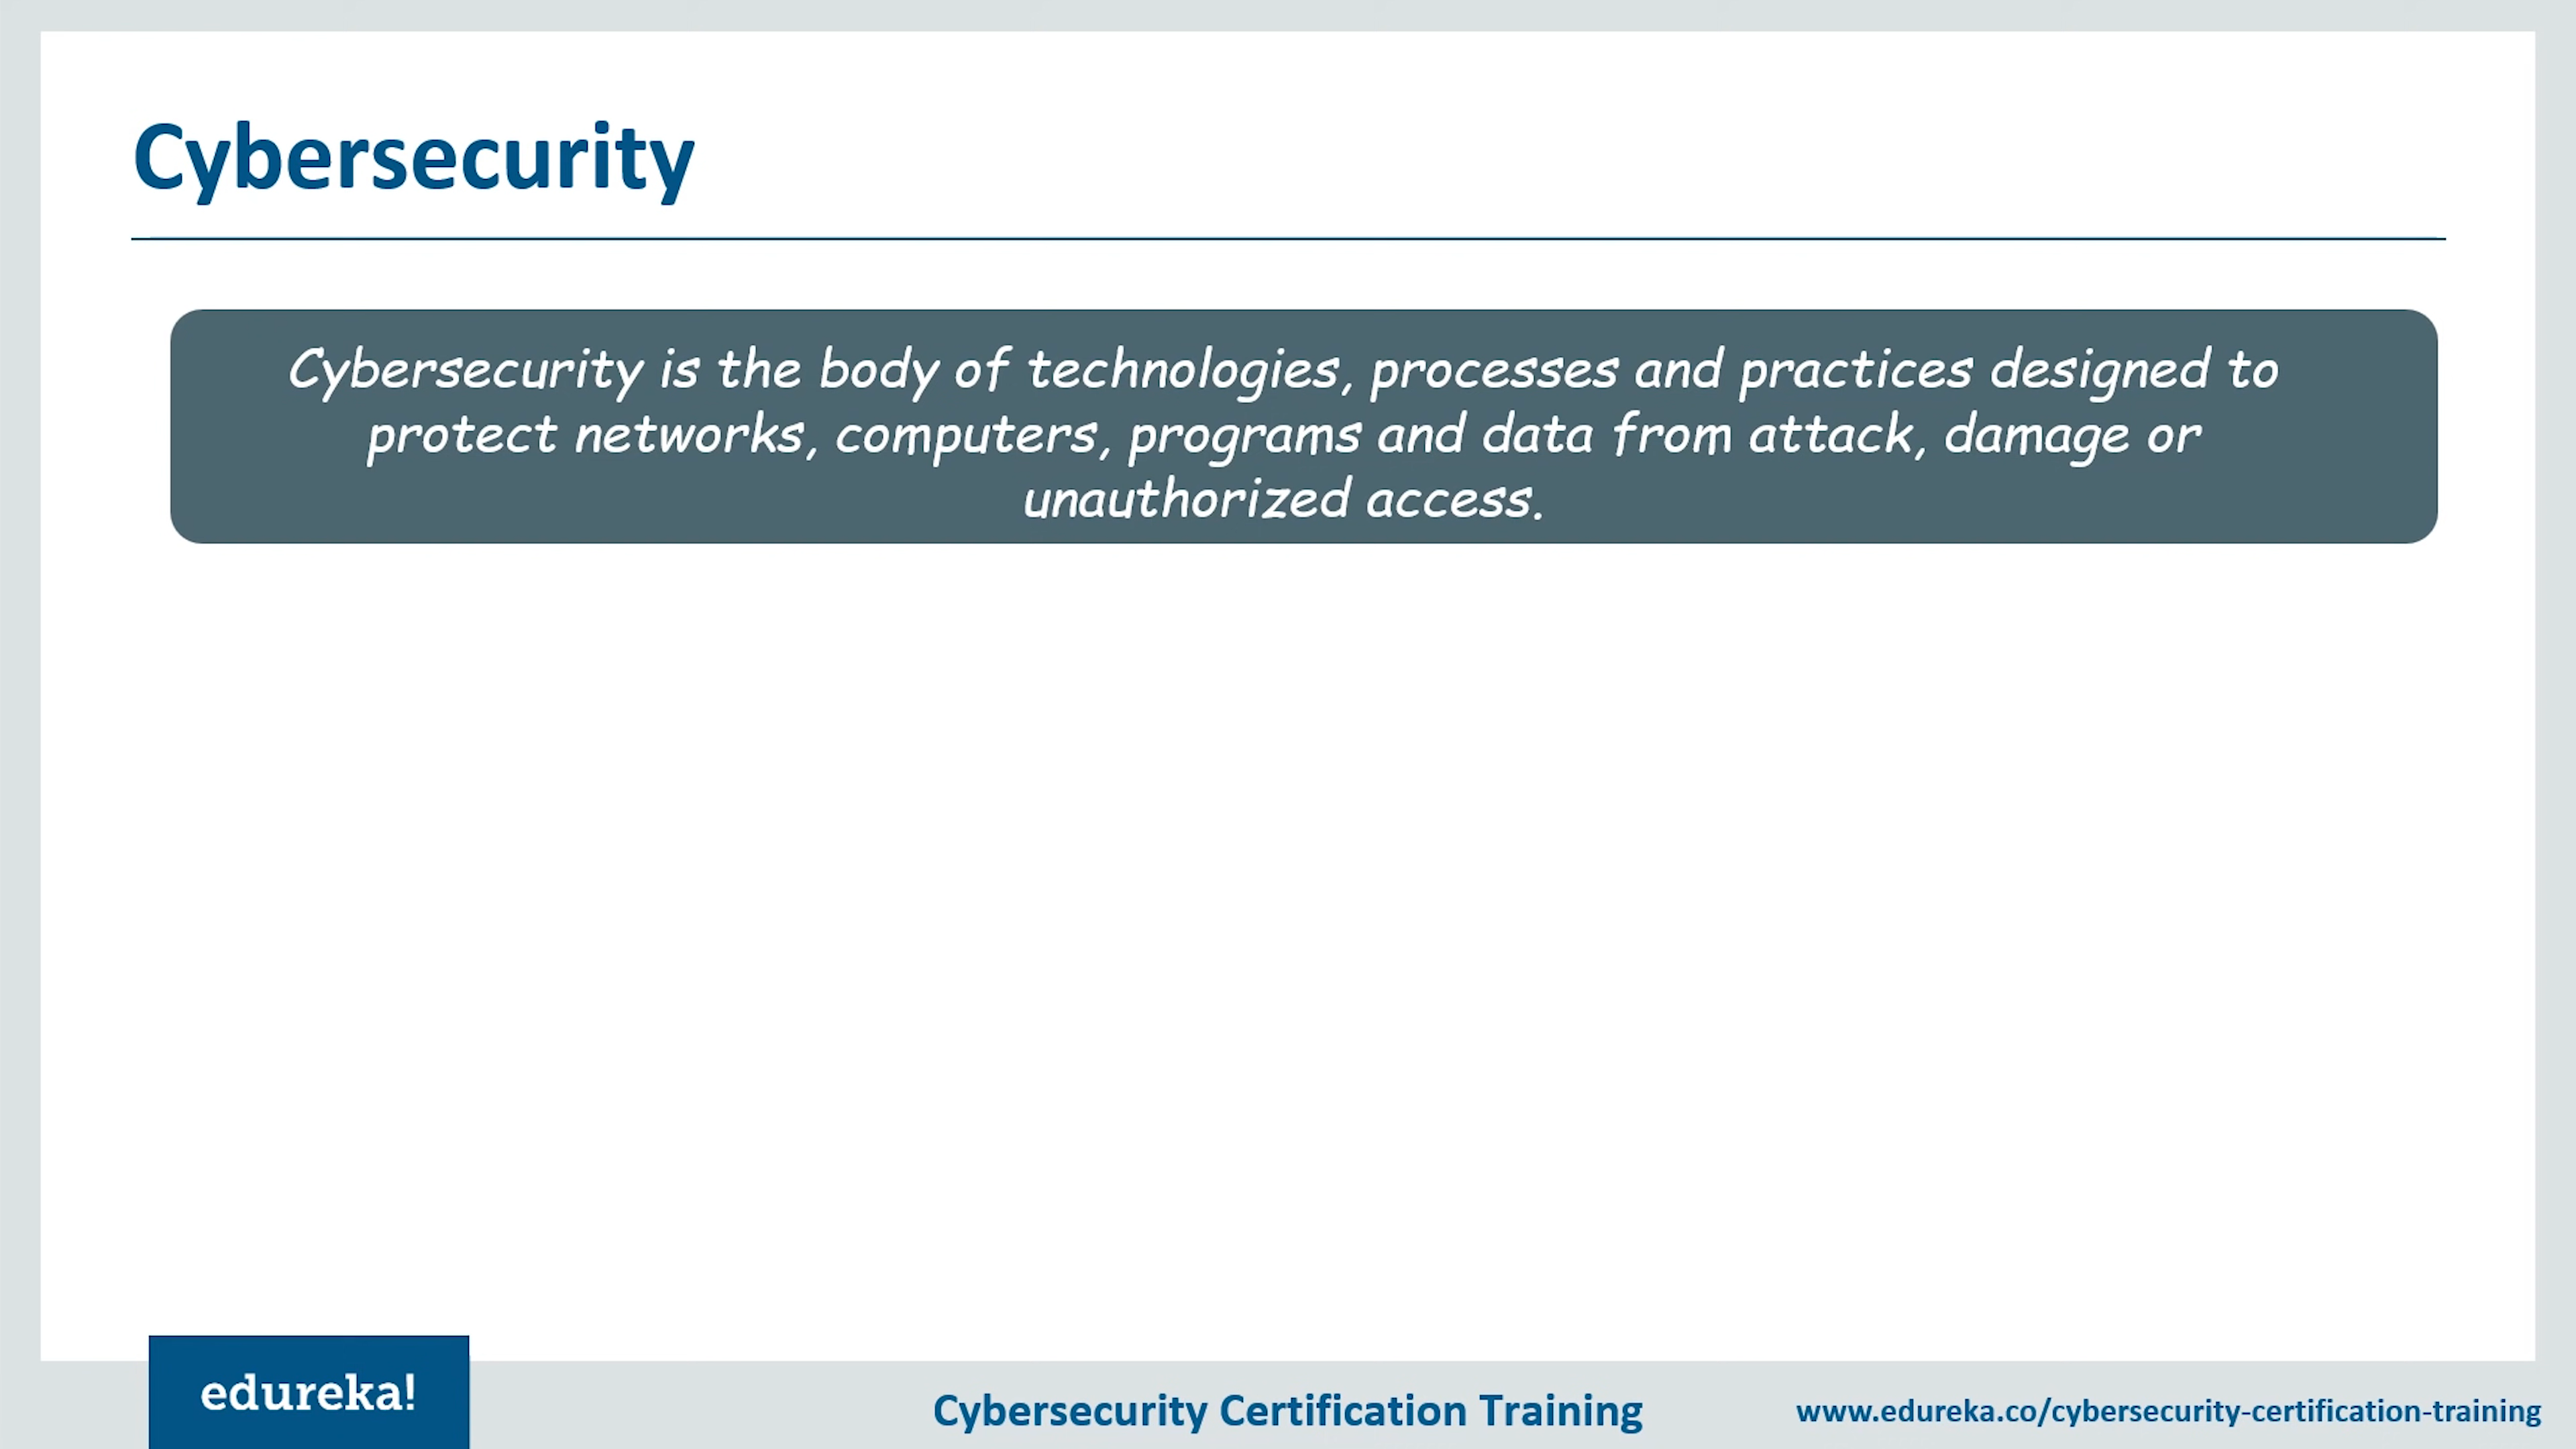 Cybersecurity
Cybersecurity is the body of technologies, processes and practices designed to
protect networks, computers, programs and data from attack, damage or
unauthorized access.
edureka!
Cybersecurity Certification Training
www.edureka.co/cybersecurity-certification-training